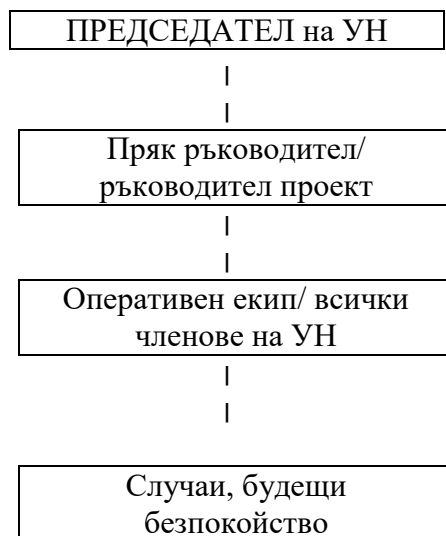 ПРЕДСЕДАТЕЛ на УН
Пряк ръководител/
ръководител проект
Оперативен екип/ всички
членове на УН
Случаи, будещи
безпокойство